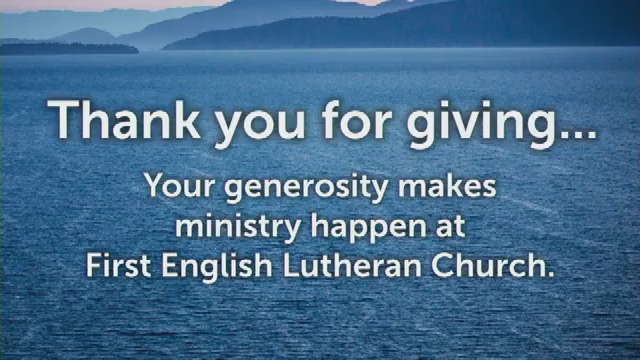 Thank you for giving...
Your generosity makes
ministry happen at
First English Lutheran Church.